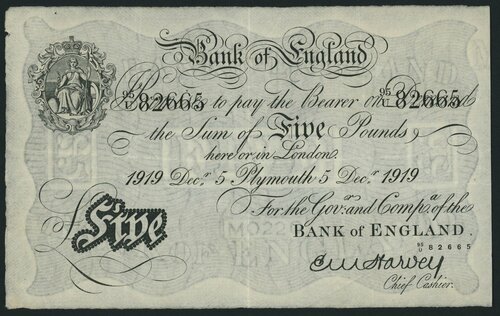 Bank of England
95/U 82665 95/U 82665
Promise to pay the Bearer on Demand
the Sum of Five Pounds
here or in London
1919 Decr. 5 Plymouth 5 Decr. 1919
For the Govr. and Compa. of the
BANK OF ENGLAND.
95/U 82665
£Five
E M Harvey
Chief Cashier.